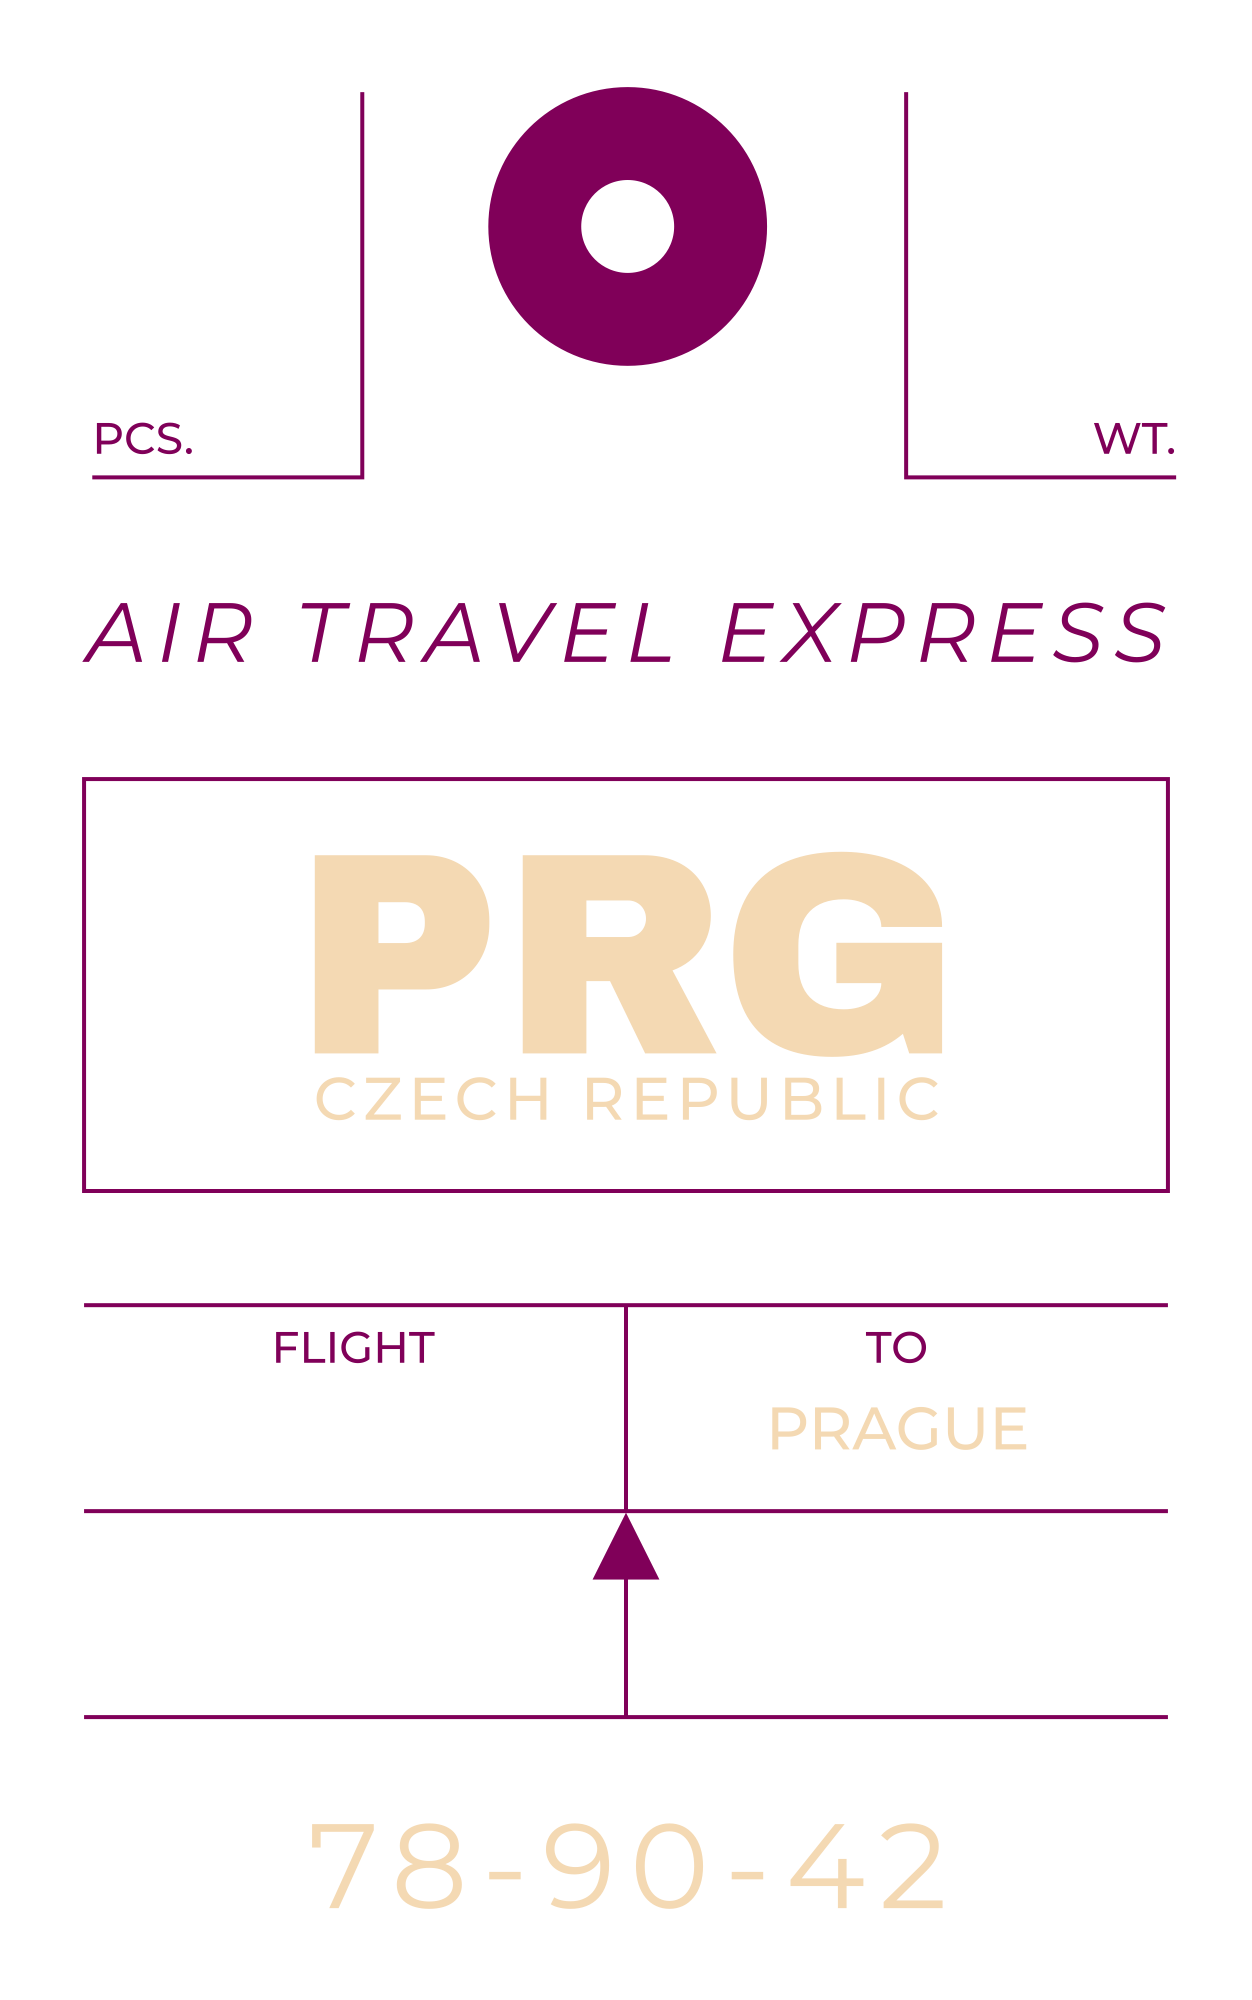 PCS.
WT.
AIR TRAVEL EXPRESS
PRG
CZECH REPUBLIC
FLIGHT
TO
PRAGUE
78-90-42